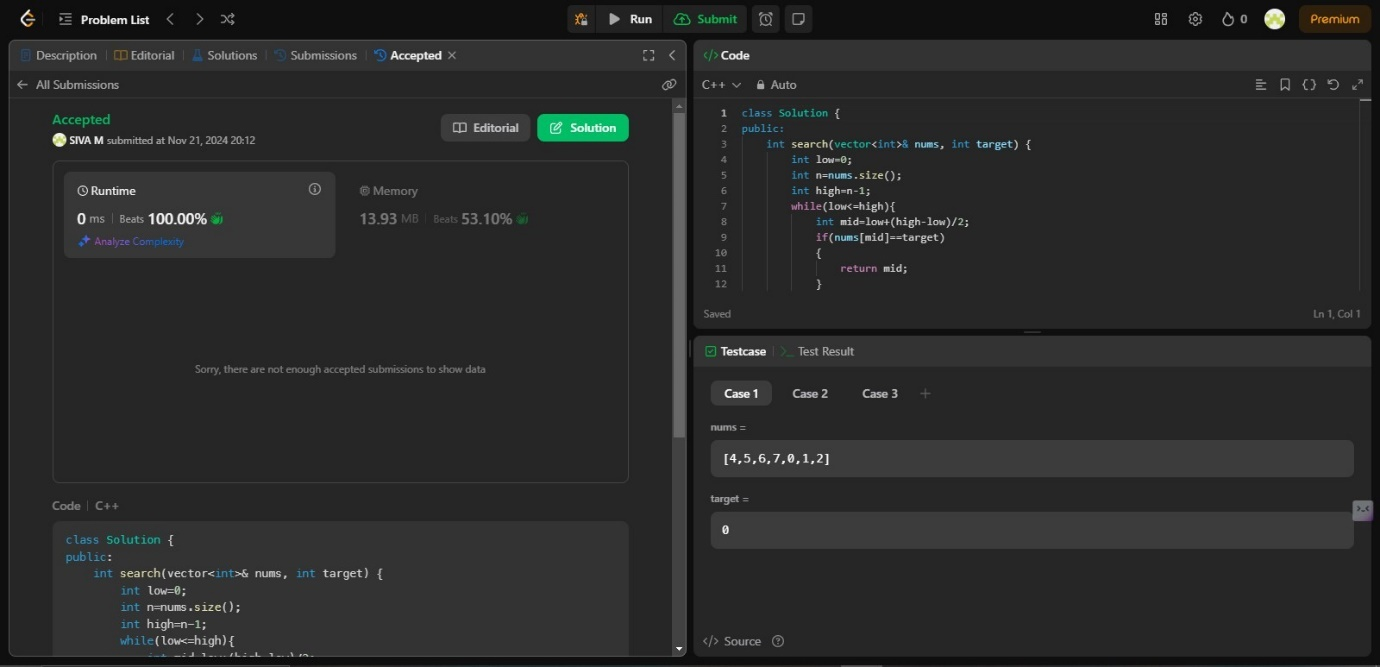 Problem List
Run
Submit
0
Premium
Description
Editorial
Solutions
Submissions
Accepted
All Submissions
Accepted
SIVA M submitted at Nov 21, 2024 20:12
Editorial
Solution
Runtime
0 ms | Beats 100.00%
Analyze Complexity
Memory
13.93 MB | Beats 53.10%
Sorry, there are not enough accepted submissions to show data
Code | C++
class Solution {
public:
int search(vector<int>& nums, int target) {
int low=0;
int n=nums.size();
int high=n-1;
while(low<=high){
int mid=low+(high-low)/2;
</> Code
C++
Auto
1 class Solution {
2 public:
3 int search(vector<int>& nums, int target) {
4 int low=0;
5 int n=nums.size();
6 int high=n-1;
7 while(low<=high){
8 int mid=low+(high-low)/2;
9 if(nums[mid]==target)
10 {
11 return mid;
12 }
Saved
Ln 1, Col 1
Testcase
>_ Test Result
Case 1
Case 2
Case 3
+
nums =
[4,5,6,7,0,1,2]
target =
0
</> Source